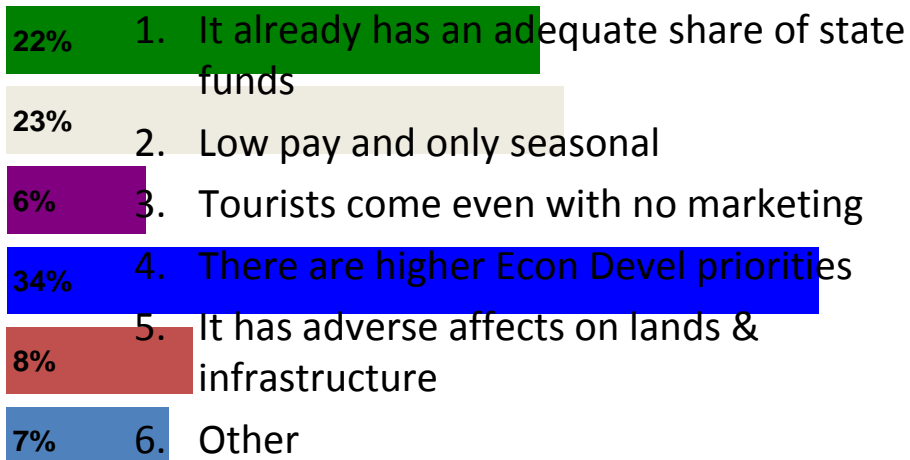 22% 1. It already has an adequate share of state
funds
23%
2. Low pay and only seasonal
6% 3. Tourists come even with no marketing
34% 4. There are higher Econ Devel priorities
5. It has adverse affects on lands &
8% infrastructure
7% 6. Other